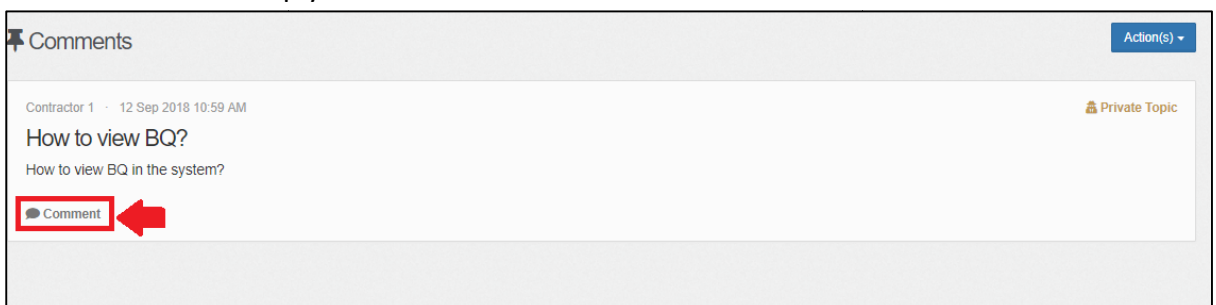 Comments
Action(s)
Contractor 1 · 12 Sep 2018 10:59 AM
Private Topic
How to view BQ?
How to view BQ in the system?
Comment